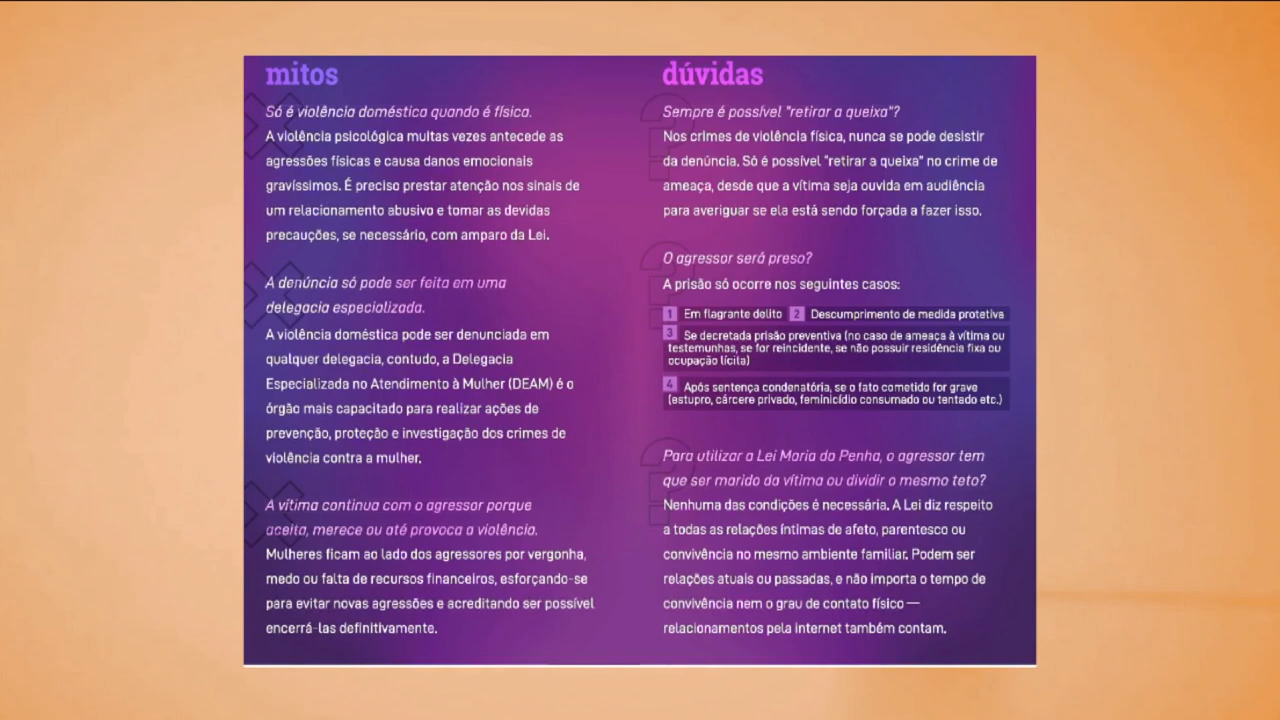 mitos
Só é violência doméstica quando é física.
A violência psicológica muitas vezes antecede as
agressões físicas e causa danos emocionais
gravíssimos. É preciso prestar atenção nos sinais de
um relacionamento abusivo e tomar as devidas
precauções, se necessário, com amparo da Lei.
A denúncia só pode ser feita em uma
delegacia especializada.
A violência doméstica pode ser denunciada em
qualquer delegacia, contudo, a Delegacia
Especializada no Atendimento à Mulher (DEAM) é o
órgão mais capacitado para realizar ações de
prevenção, proteção e investigação dos crimes de
violência contra a mulher.
A vítima continua com o agressor porque
aceita, merece ou até provoca a violência.
Mulheres ficam ao lado dos agressores por vergonha,
medo ou falta de recursos financeiros, esforçando-se
para evitar novas agressões e acreditando ser possível
encerrá-las definitivamente.
dúvidas
Sempre é possível "retirar a queixa"?
Nos crimes de violência física, nunca se pode desistir
da denúncia. Só é possível "retirar a queixa" no crime de
ameaça, desde que a vítima seja ouvida em audiência
para averiguar se ela está sendo forçada a fazer isso.
O agressor será preso?
A prisão só ocorre nos seguintes casos:
1 Em flagrante delito 2 Descumprimento de medida protetiva
3 Se decretada prisão preventiva (no caso de ameaça à vítima ou
testemunhas, se for reincidente, se não possuir residência fixa ou
ocupação lícita)
4 Após sentença condenatória, se o fato cometido for grave
(estupro, cárcere privado, feminicídio consumado ou tentado etc.)
Para utilizar a Lei Maria da Penha, o agressor tem
que ser marido da vítima ou dividir o mesmo teto?
Nenhuma das condições é necessária. A Lei diz respeito
a todas as relações íntimas de afeto, parentesco ou
convivência no mesmo ambiente familiar. Podem ser
relações atuais ou passadas, e não importa o tempo de
convivência nem o grau de contato físico —
relacionamentos pela internet também contam.